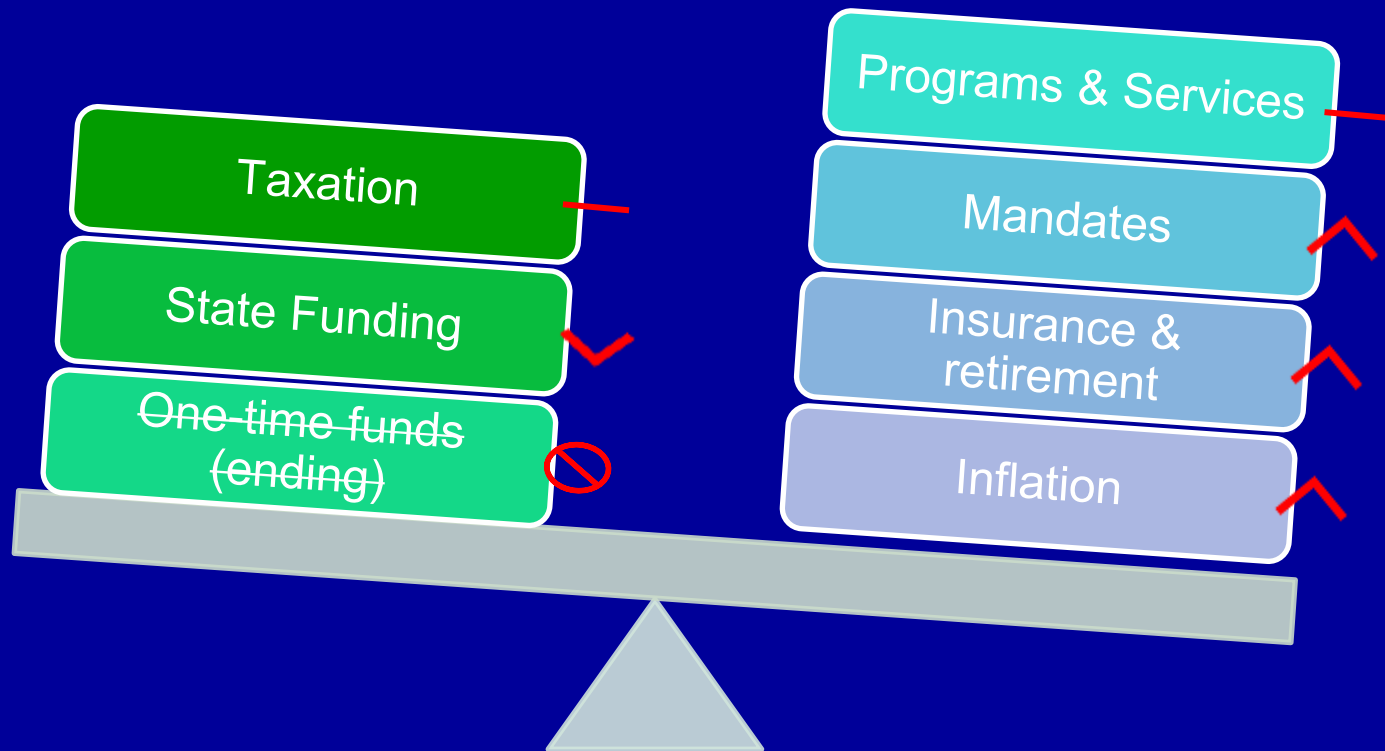 Taxation
State Funding
One-time funds
(ending)
Programs & Services
Mandates
Insurance &
retirement
Inflation